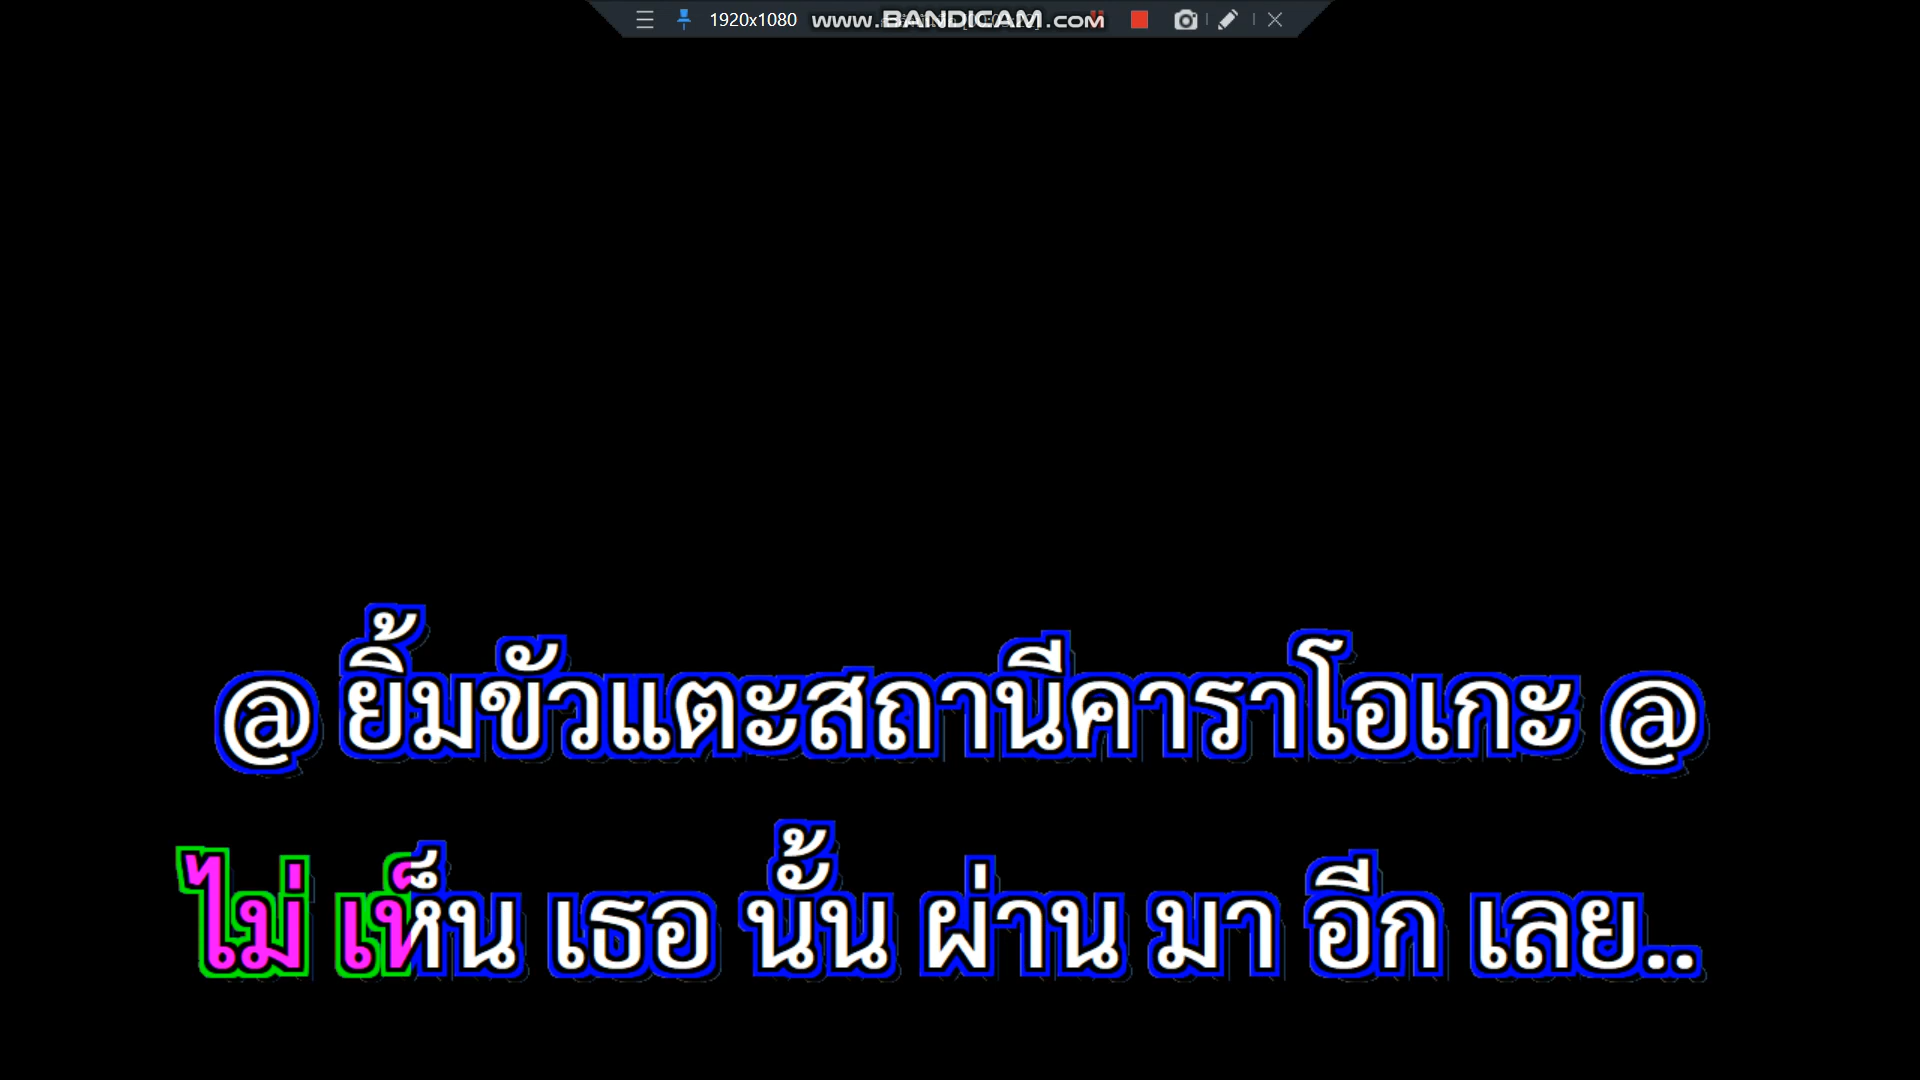 1920x1080 www.BANDICAM.com
@ ยิ้มขัวแตะสถานีคาราโอเกะ @
ไม่ เห็น เธอ นั้น ผ่าน มา อีก เลย..